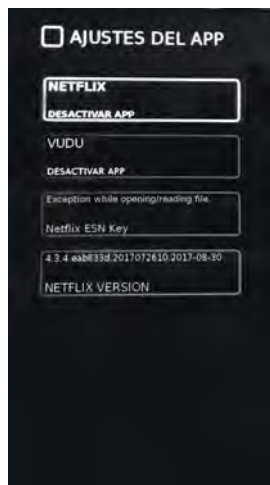 AJUSTES DEL APP
NETFLIX
DESACTIVAR APP
VUDU
DESACTIVAR APP
Exception while opening/reading file.
Netflix ESN Key
4.3.4 eab833d.2017072610.2017-08-30
NETFLIX VERSION